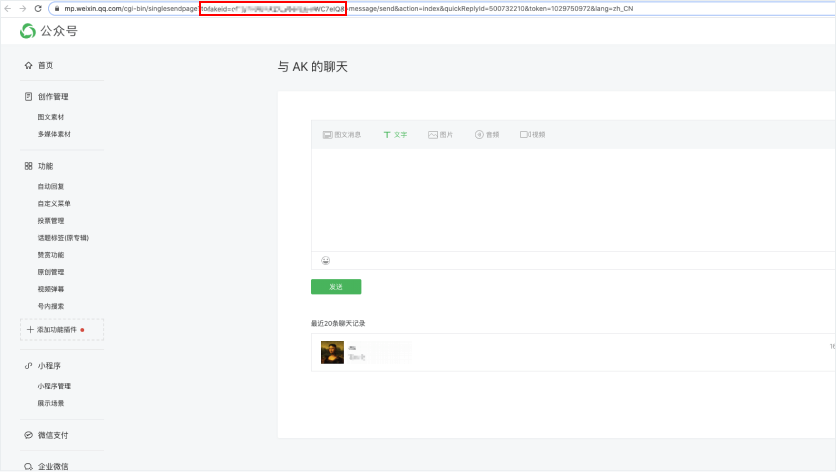 mp.weixin.qq.com/cgi-bin/singlesendpage message/send&action=index&quickReplyId=500732210&token=1029750972&lang=zh_CN
公众号
首页
与 AK 的聊天
创作管理
图文素材
多媒体素材
图文消息 文字 图片 音频 视频
功能
自动回复
自定义菜单
投票管理
话题标签(原专辑)
赞赏功能
原创管理
视频弹幕
号内搜索
添加功能插件
发送
最近20条聊天记录
16
小程序
小程序管理
展示场景
微信支付
企业微信